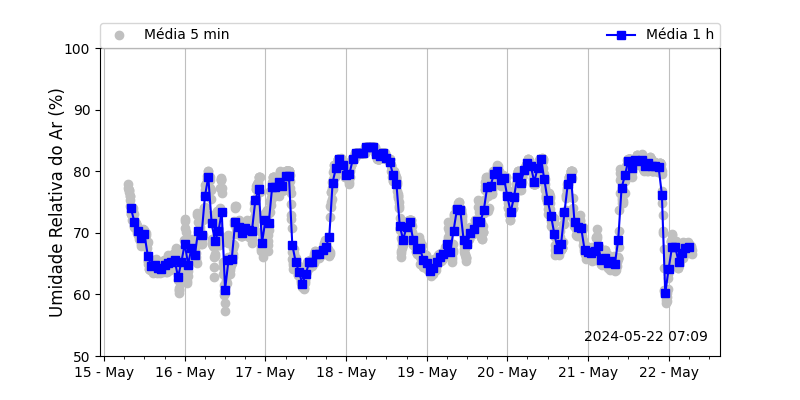 Média 5 min
Média 1 h
Umidade Relativa do Ar (%)
100
90
80
70
60
50
2024-05-22 07:09
15 - May
16 - May
17 - May
18 - May
19 - May
20 - May
21 - May
22 - May